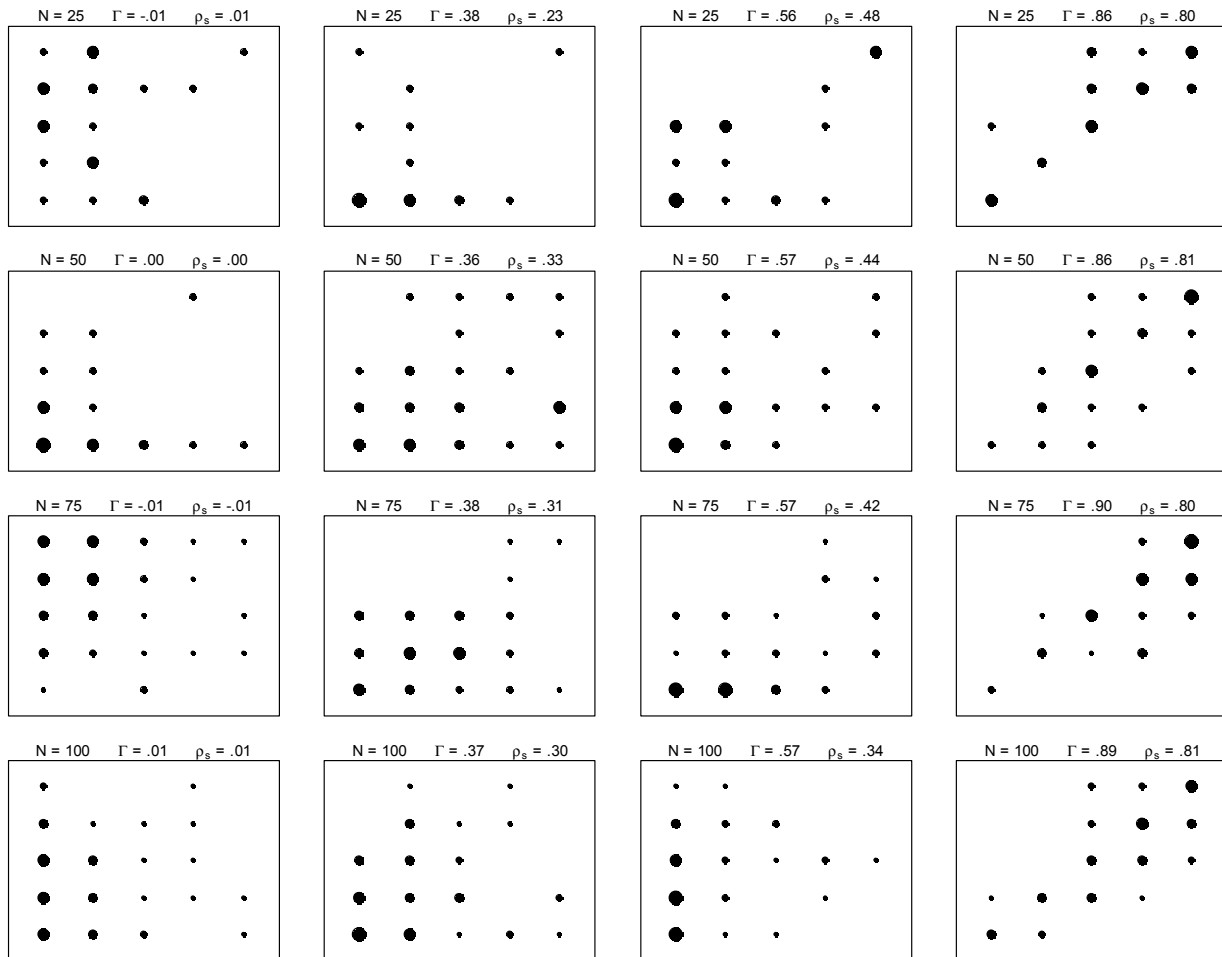 N = 25 Γ = -.01 ρs = .01
N = 25 Γ = .38 ρs = .23
N = 25 Γ = .56 ρs = .48
N = 25 Γ = .86 ρs = .80
N = 50 Γ = .00 ρs = .00
N = 50 Γ = .36 ρs = .33
N = 50 Γ = .57 ρs = .44
N = 50 Γ = .86 ρs = .81
N = 75 Γ = -.01 ρs = -.01
N = 75 Γ = .38 ρs = .31
N = 75 Γ = .57 ρs = .42
N = 75 Γ = .90 ρs = .80
N = 100 Γ = .01 ρs = .01
N = 100 Γ = .37 ρs = .30
N = 100 Γ = .57 ρs = .34
N = 100 Γ = .89 ρs = .81